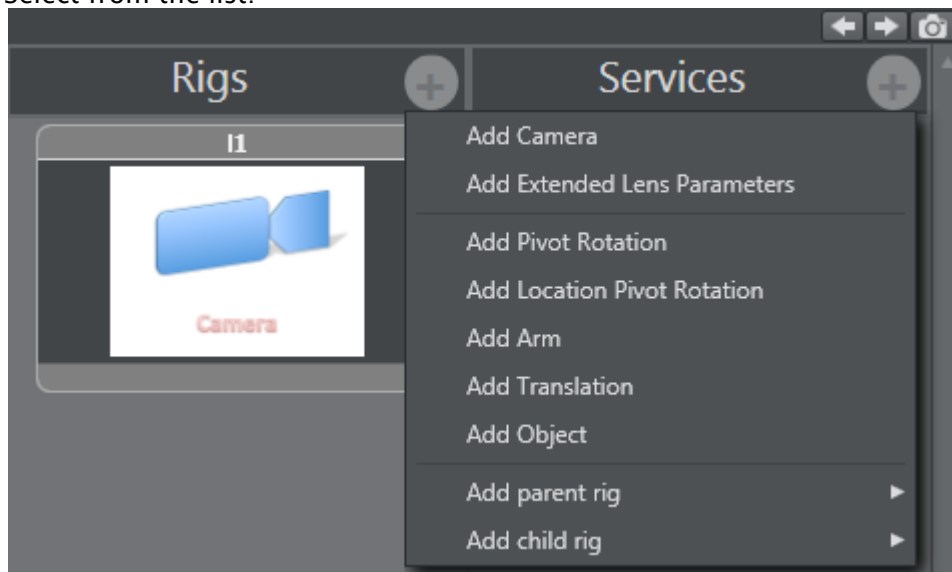 Select from the list:
Rigs
Services
I1
Camera
Add Camera
Add Extended Lens Parameters
Add Pivot Rotation
Add Location Pivot Rotation
Add Arm
Add Translation
Add Object
Add parent rig
Add child rig